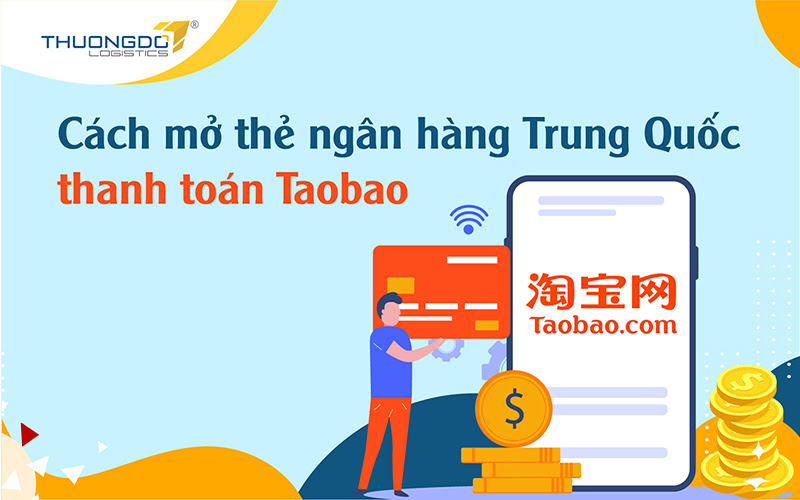 THUONGDO
LOGISTICS
®
Cách mở thẻ ngân hàng Trung Quốc
thanh toán Taobao
淘宝网
Taobao.com
$
$